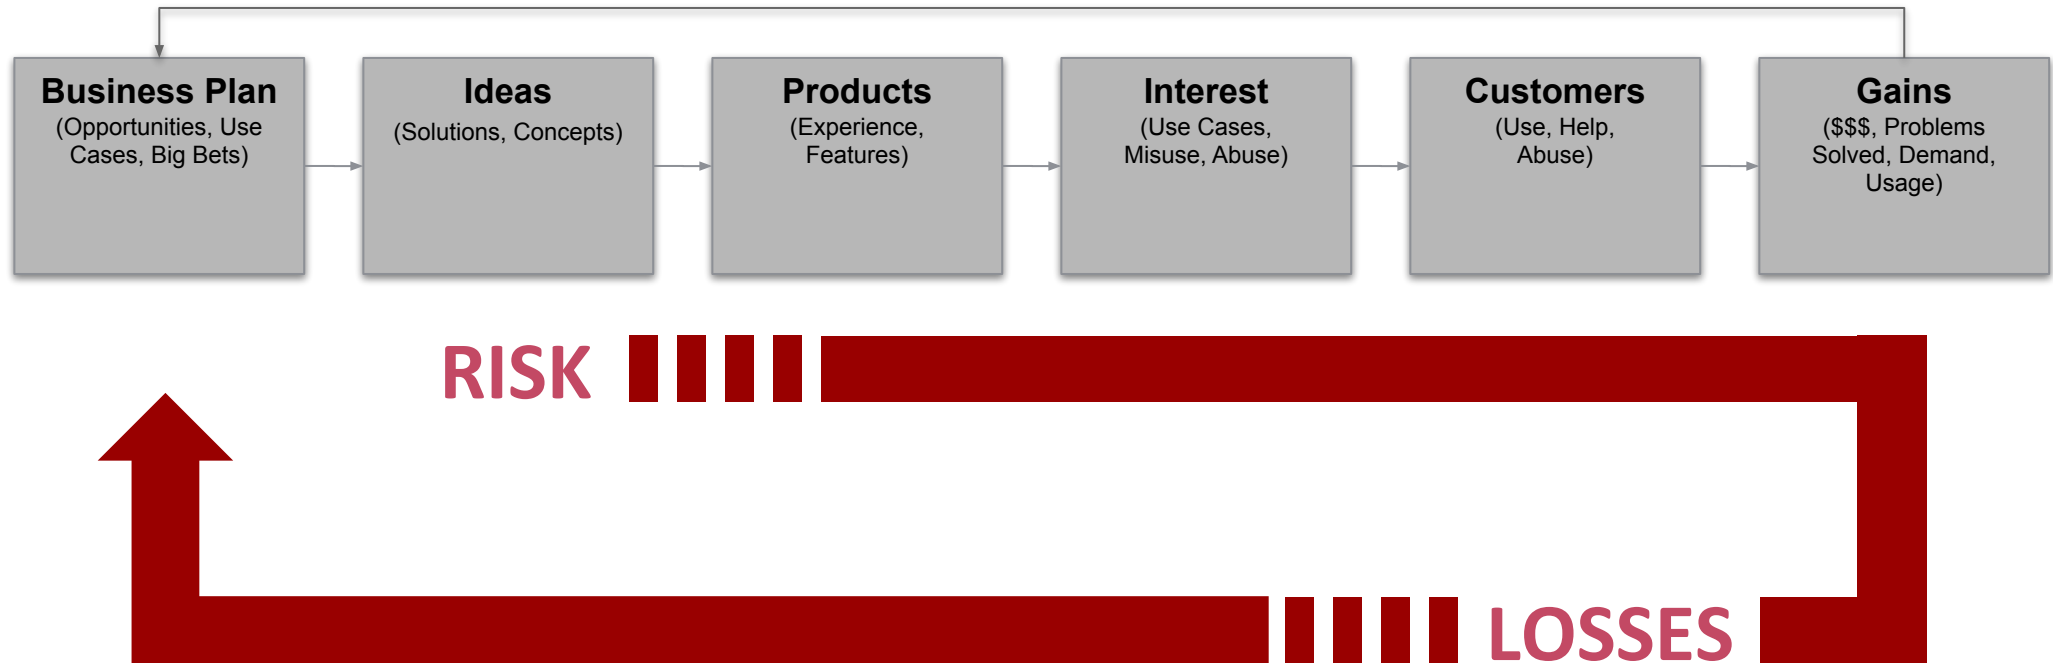 Business Plan
(Opportunities, Use
Cases, Big Bets)
Ideas
(Solutions, Concepts)
Products
(Experience,
Features)
Interest
(Use Cases,
Misuse, Abuse)
Customers
(Use, Help,
Abuse)
Gains
($$$, Problems
Solved, Demand,
Usage)
RISK
LOSSES